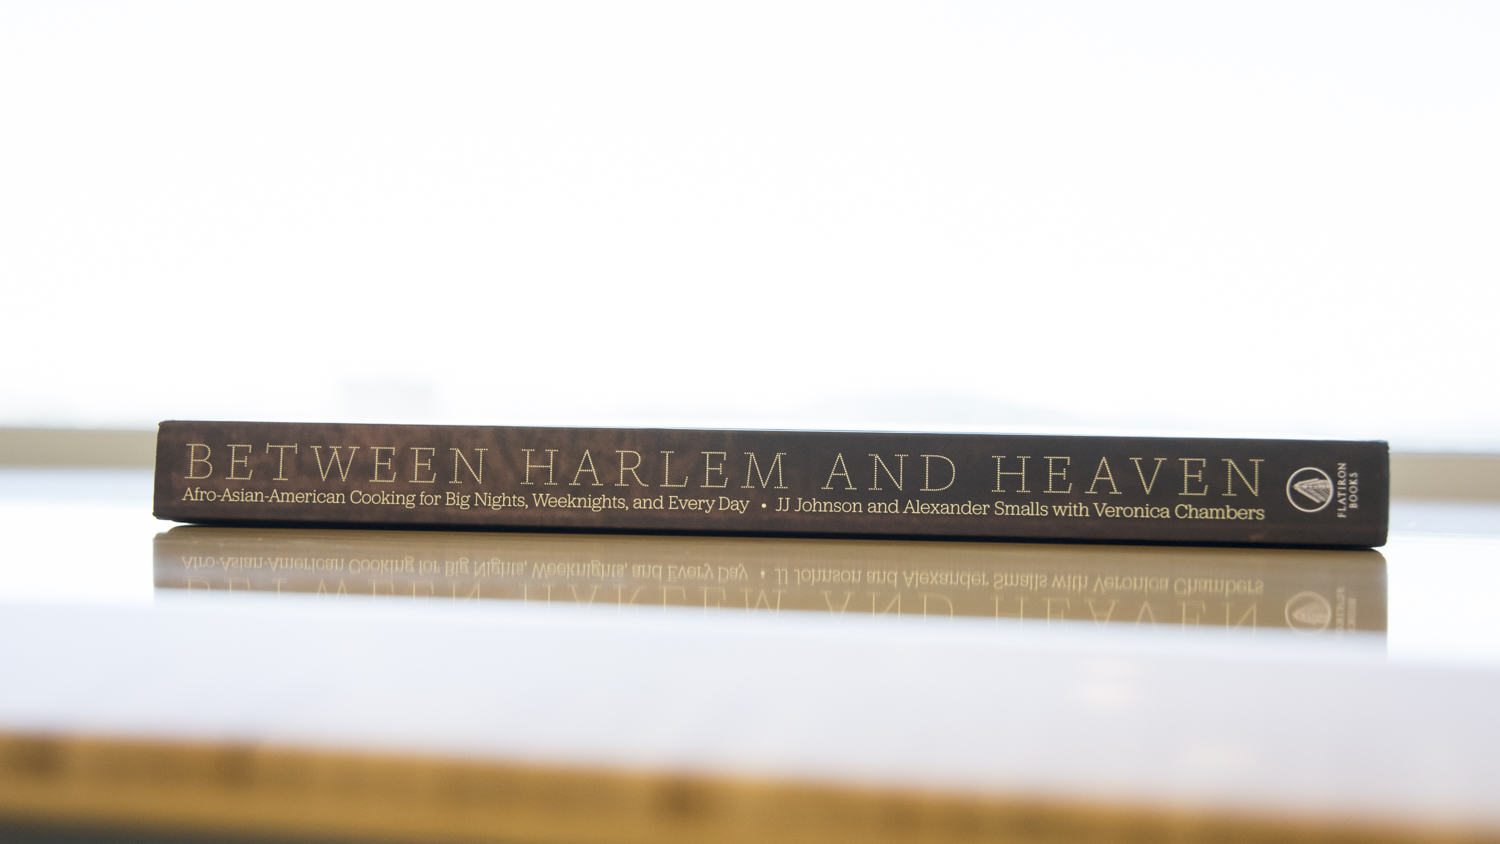 BETWEEN HARLEM AND HEAVEN
Afro-Asian-American Cooking for Big Nights, Weeknights, and Every Day • JJ Johnson and Alexander Smalls with Veronica Chambers
FLATIRON
BOOKS